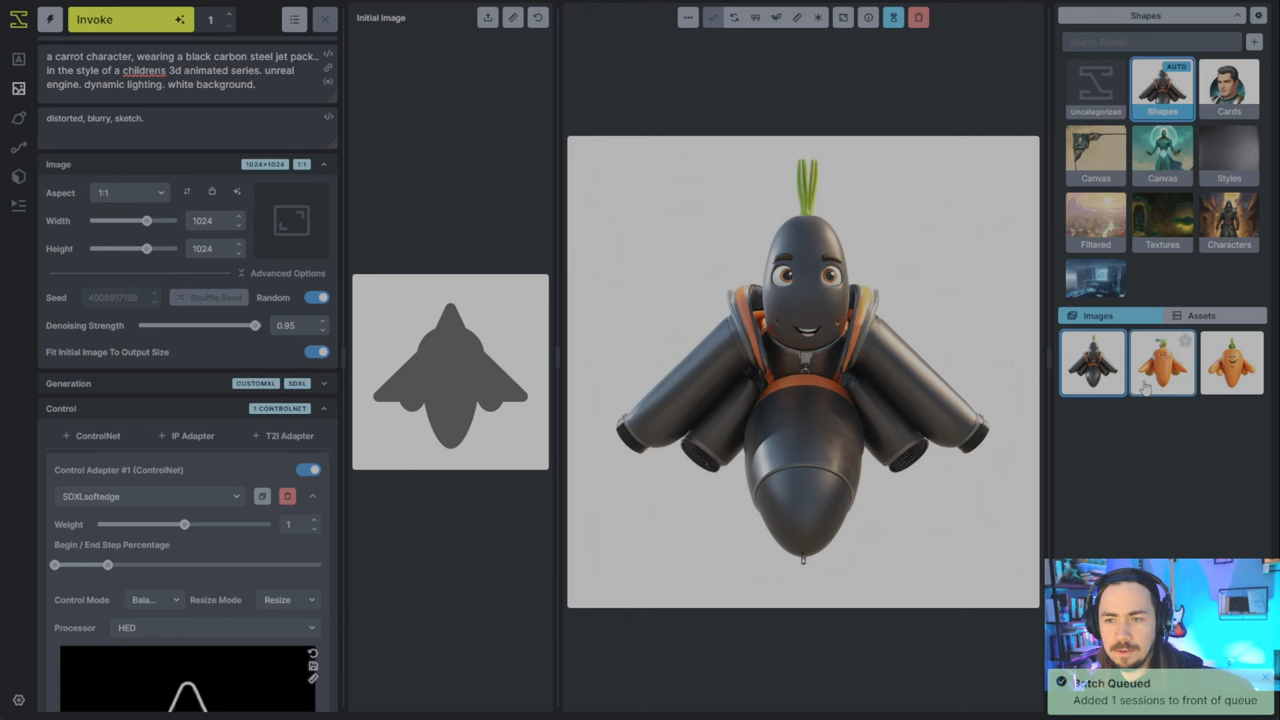 Invoke
1
a carrot character, wearing a black carbon steel jet pack..
in the style of a childrens 3d animated series. unreal
engine. dynamic lighting. white background.
distorted, blurry, sketch.
Image
1024×1024
1:1
Aspect
1:1
Width
1024
Height
1024
Advanced Options
Seed
4008917188
Shuffle Seed
Random
Denoising Strength
0.95
Fit Initial Image To Output Size
Generation
CUSTOMXL
SDXL
Control
1 CONTROLNET
+ ControlNet
+ IP Adapter
+ T2I Adapter
Control Adapter #1 (ControlNet)
SDXLsoftedge
Weight
1
Begin / End Step Percentage
Control Mode
Bala...
Resize Mode
Resize
Processor
HED
Initial image
Shapes
Search Boards...
Uncategorized
AUTO
Shapes
Cards
Canvas
Canvas
Styles
Filtered
Textures
Characters
Images
Assets
Batch Queued
Added 1 sessions to front of queue